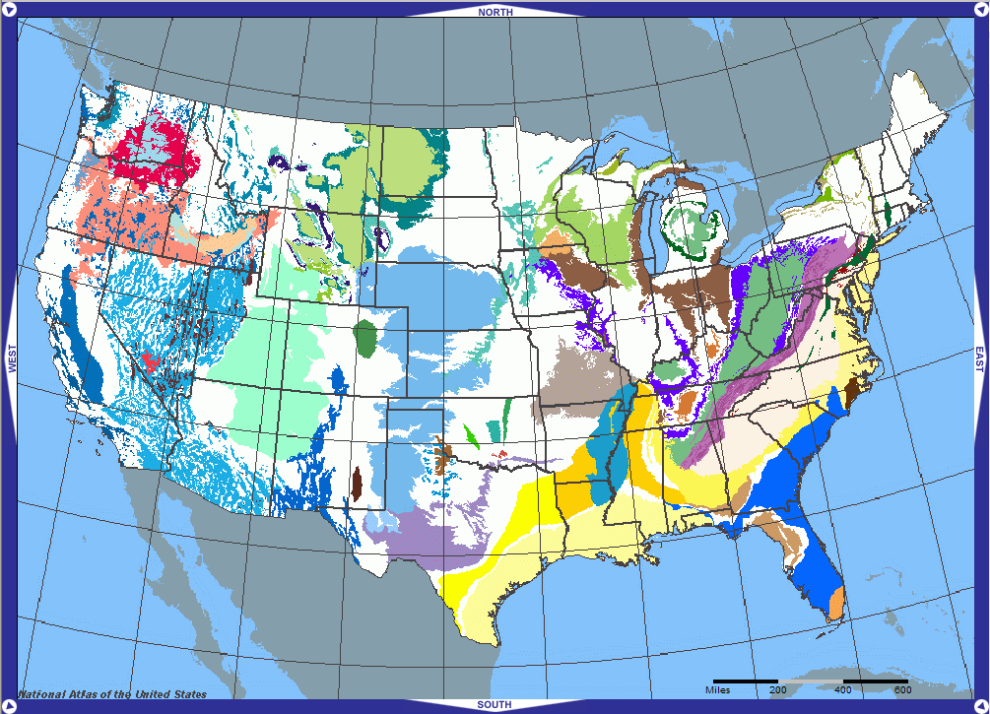 NORTH
WEST
EAST
National Atlas of the United States
Miles 200 400 600
SOUTH